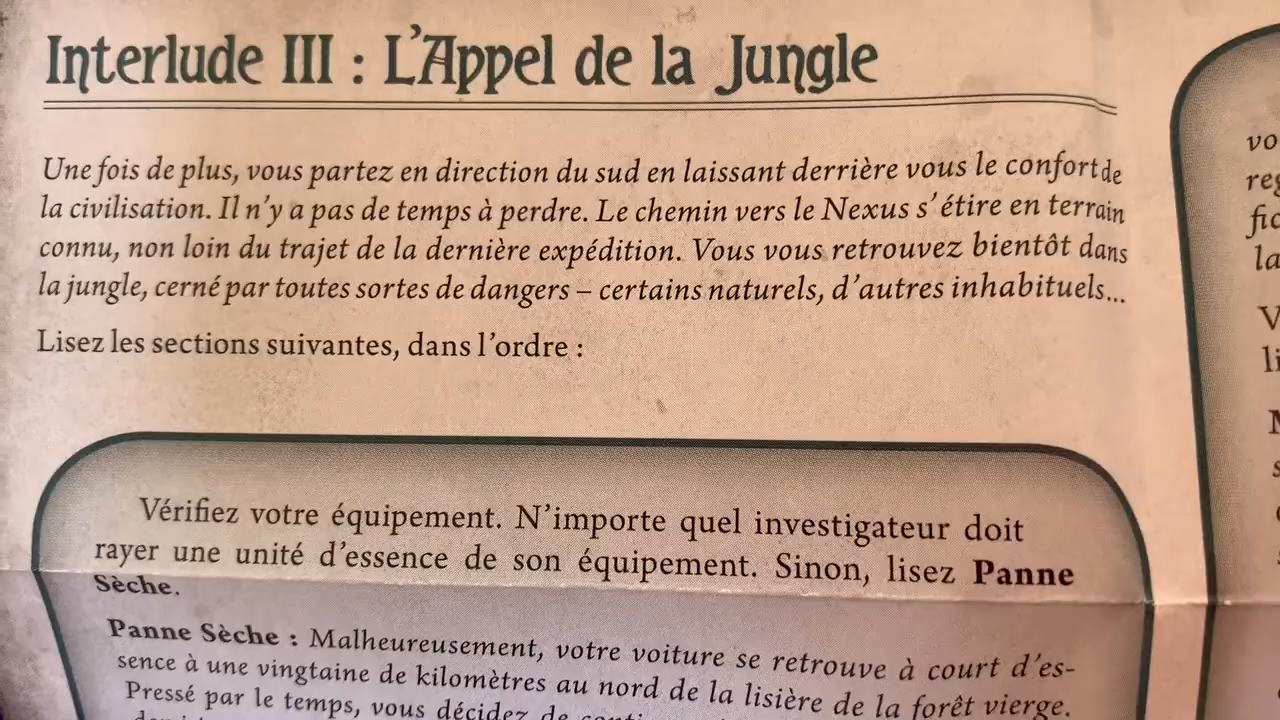 Interlude III : L'Appel de la Jungle
Une fois de plus, vous partez en direction du sud en laissant derrière vous le confort de
la civilisation. Il n'y a pas de temps à perdre. Le chemin vers le Nexus s'étire en terrain
connu, non loin du trajet de la dernière expédition. Vous vous retrouvez bientôt dans
la jungle, cerné par toutes sortes de dangers – certains naturels, d'autres inhabituels...
Lisez les sections suivantes, dans l'ordre :
Vérifiez votre équipement. N'importe quel investigateur doit
rayer une unité d'essence de son équipement. Sinon, lisez Panne
Sèche.
Panne Sèche : Malheureusement, votre voiture se retrouve à court d'es-
sence à une vingtaine de kilomètres au nord de la lisière de la forêt vierge.
Pressé par le temps, vous décidez de
vo
la
V